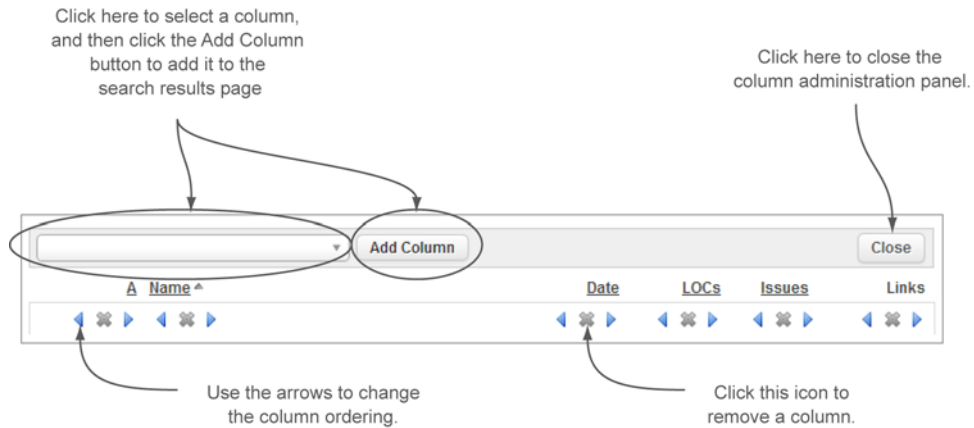 Click here to select a column,
and then click the Add Column
button to add it to the
search results page
Click here to close the
column administration panel.
Add Column
Close
A Name Date LOCs Issues Links
Use the arrows to change
the column ordering.
Click this icon to
remove a column.